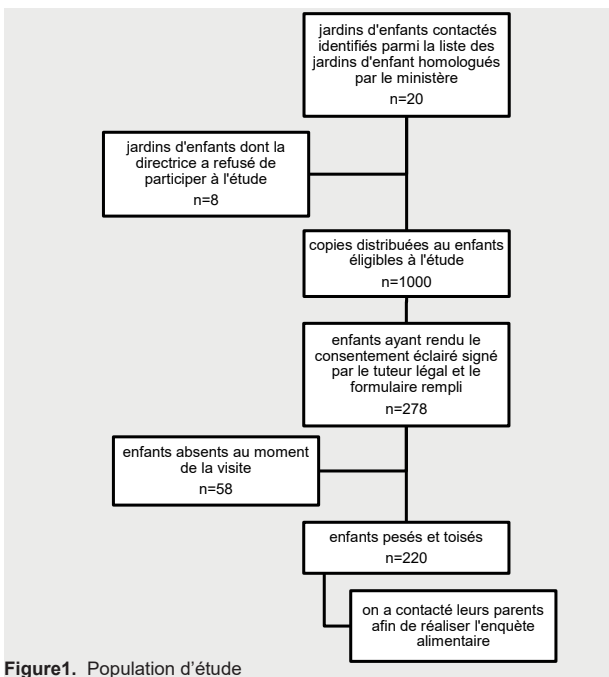 jardins d'enfants contactés
identifiés parmi la liste des
jardins d'enfant homologués
par le ministère
n=20
jardins d'enfants dont la
directrice a refusé de
participer à l'étude
n=8
copies distribuées au enfants
éligibles à l'étude
n=1000
enfants ayant rendu le
consentement éclairé signé
par le tuteur légal et le
formulaire rempli
n=278
enfants absents au moment
de la visite
n=58
enfants pesés et toisés
n=220
on a contacté leurs parents
afin de réaliser l'enquète
alimentaire
Figure1. Population d'étude